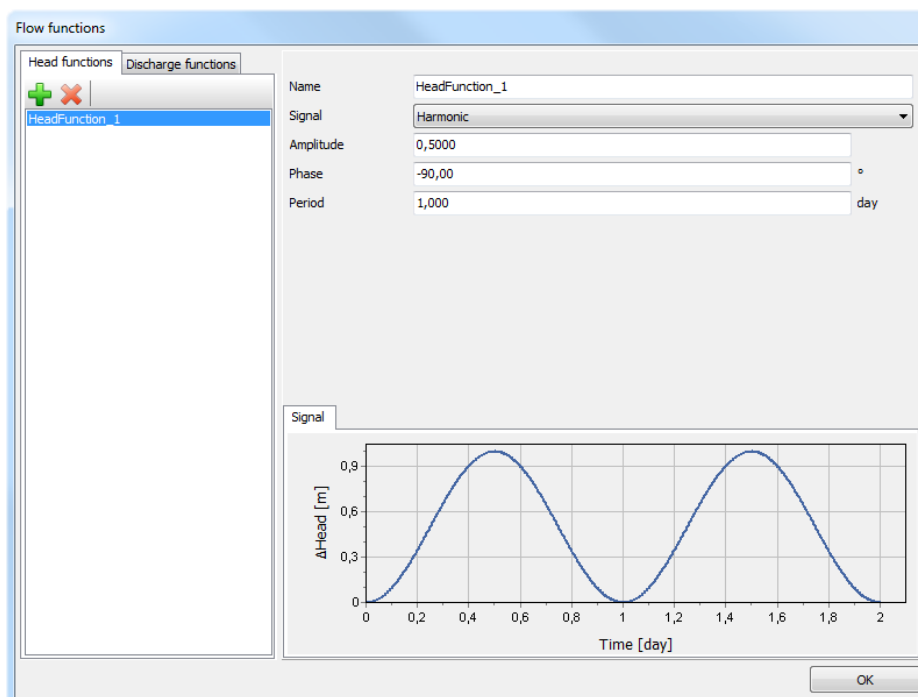 Flow functions
Head functions Discharge functions
HeadFunction_1
Name HeadFunction_1
Signal Harmonic
Amplitude 0,5000
Phase -90,00 °
Period 1,000 day
Signal
ΔHead [m]
0,9
0,6
0,3
0
0 0,2 0,4 0,6 0,8 1 1,2 1,4 1,6 1,8 2
Time [day]
OK